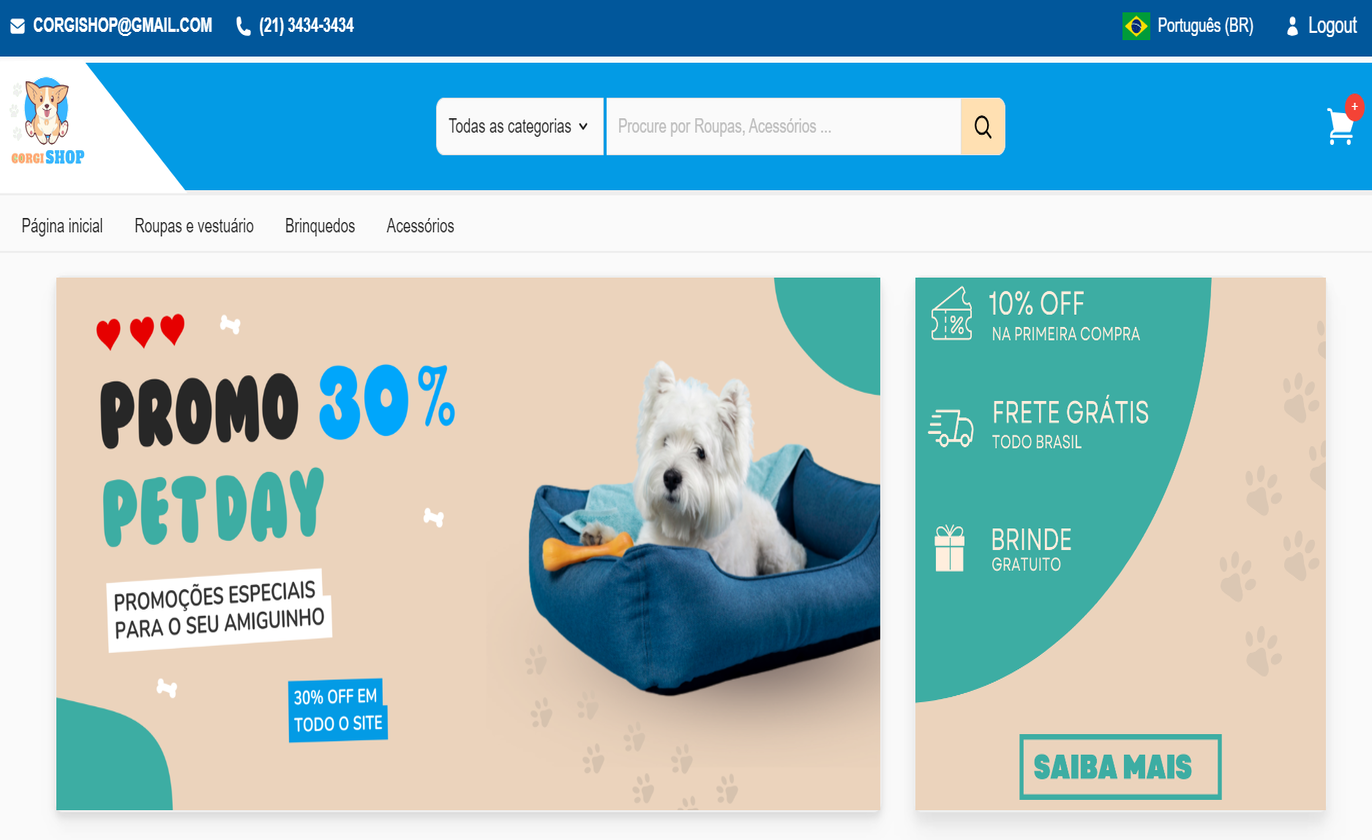 CORGISHOP@GMAIL.COM
(21) 3434-3434
Português (BR)
Logout
CORGI SHOP
Todas as categorias
Procure por Roupas, Acessórios ...
+
Página inicial
Roupas e vestuário
Brinquedos
Acessórios
PROMO 30%
PET DAY
PROMOÇÕES ESPECIAIS
PARA O SEU AMIGUINHO
30% OFF EM
TODO O SITE
10% OFF
NA PRIMEIRA COMPRA
FRETE GRÁTIS
TODO BRASIL
BRINDE
GRATUITO
SAIBA MAIS